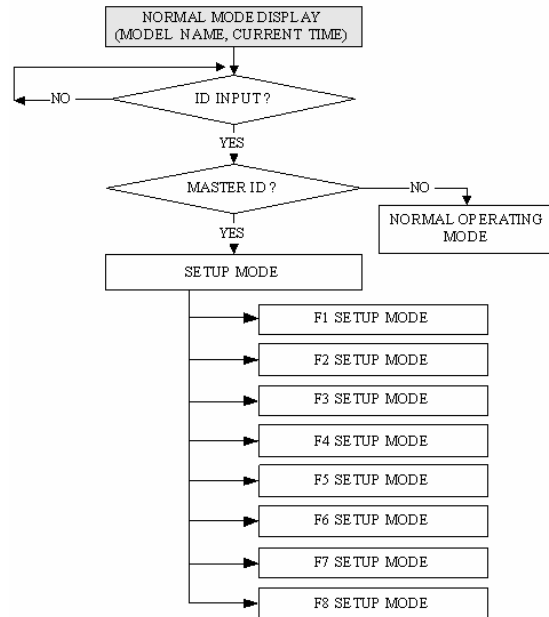 NORMAL MODE DISPLAY
(MODEL NAME, CURRENT TIME)
ID INPUT ?
NO
YES
MASTER ID ?
NO
NORMAL OPERATING
MODE
YES
SETUP MODE
F1 SETUP MODE
F2 SETUP MODE
F3 SETUP MODE
F4 SETUP MODE
F5 SETUP MODE
F6 SETUP MODE
F7 SETUP MODE
F8 SETUP MODE